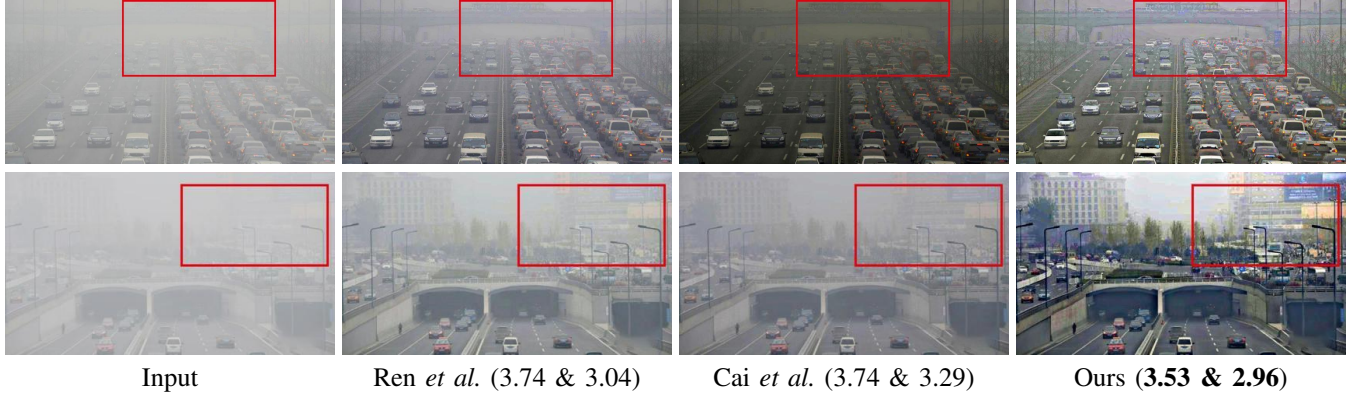 Input
Ren et al. (3.74 & 3.04)
Cai et al. (3.74 & 3.29)
Ours (3.53 & 2.96)